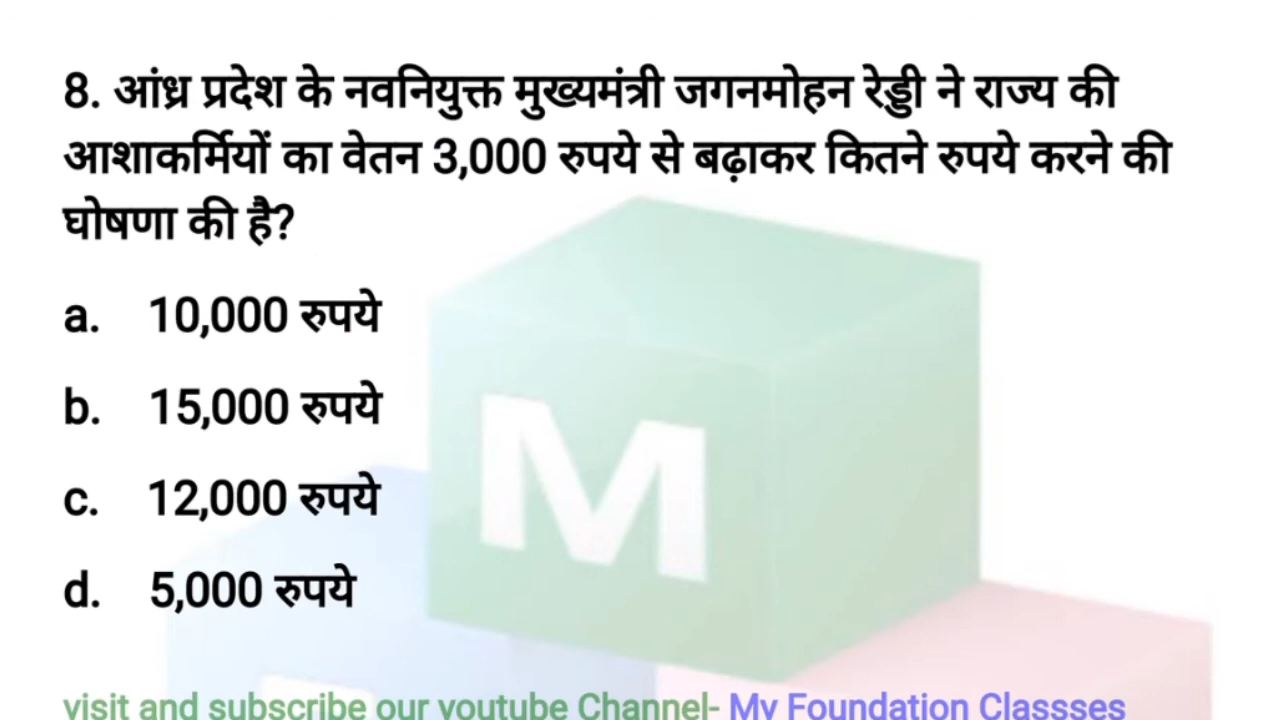 8. आंध्र प्रदेश के नवनियुक्त मुख्यमंत्री जगनमोहन रेड्डी ने राज्य की
आशाकर्मियों का वेतन 3,000 रुपये से बढ़ाकर कितने रुपये करने की
घोषणा की है?
a. 10,000 रुपये
b. 15,000 रुपये
c. 12,000 रुपये
d. 5,000 रुपये
M
visit and subscribe our youtube Channel- My Foundation Classses